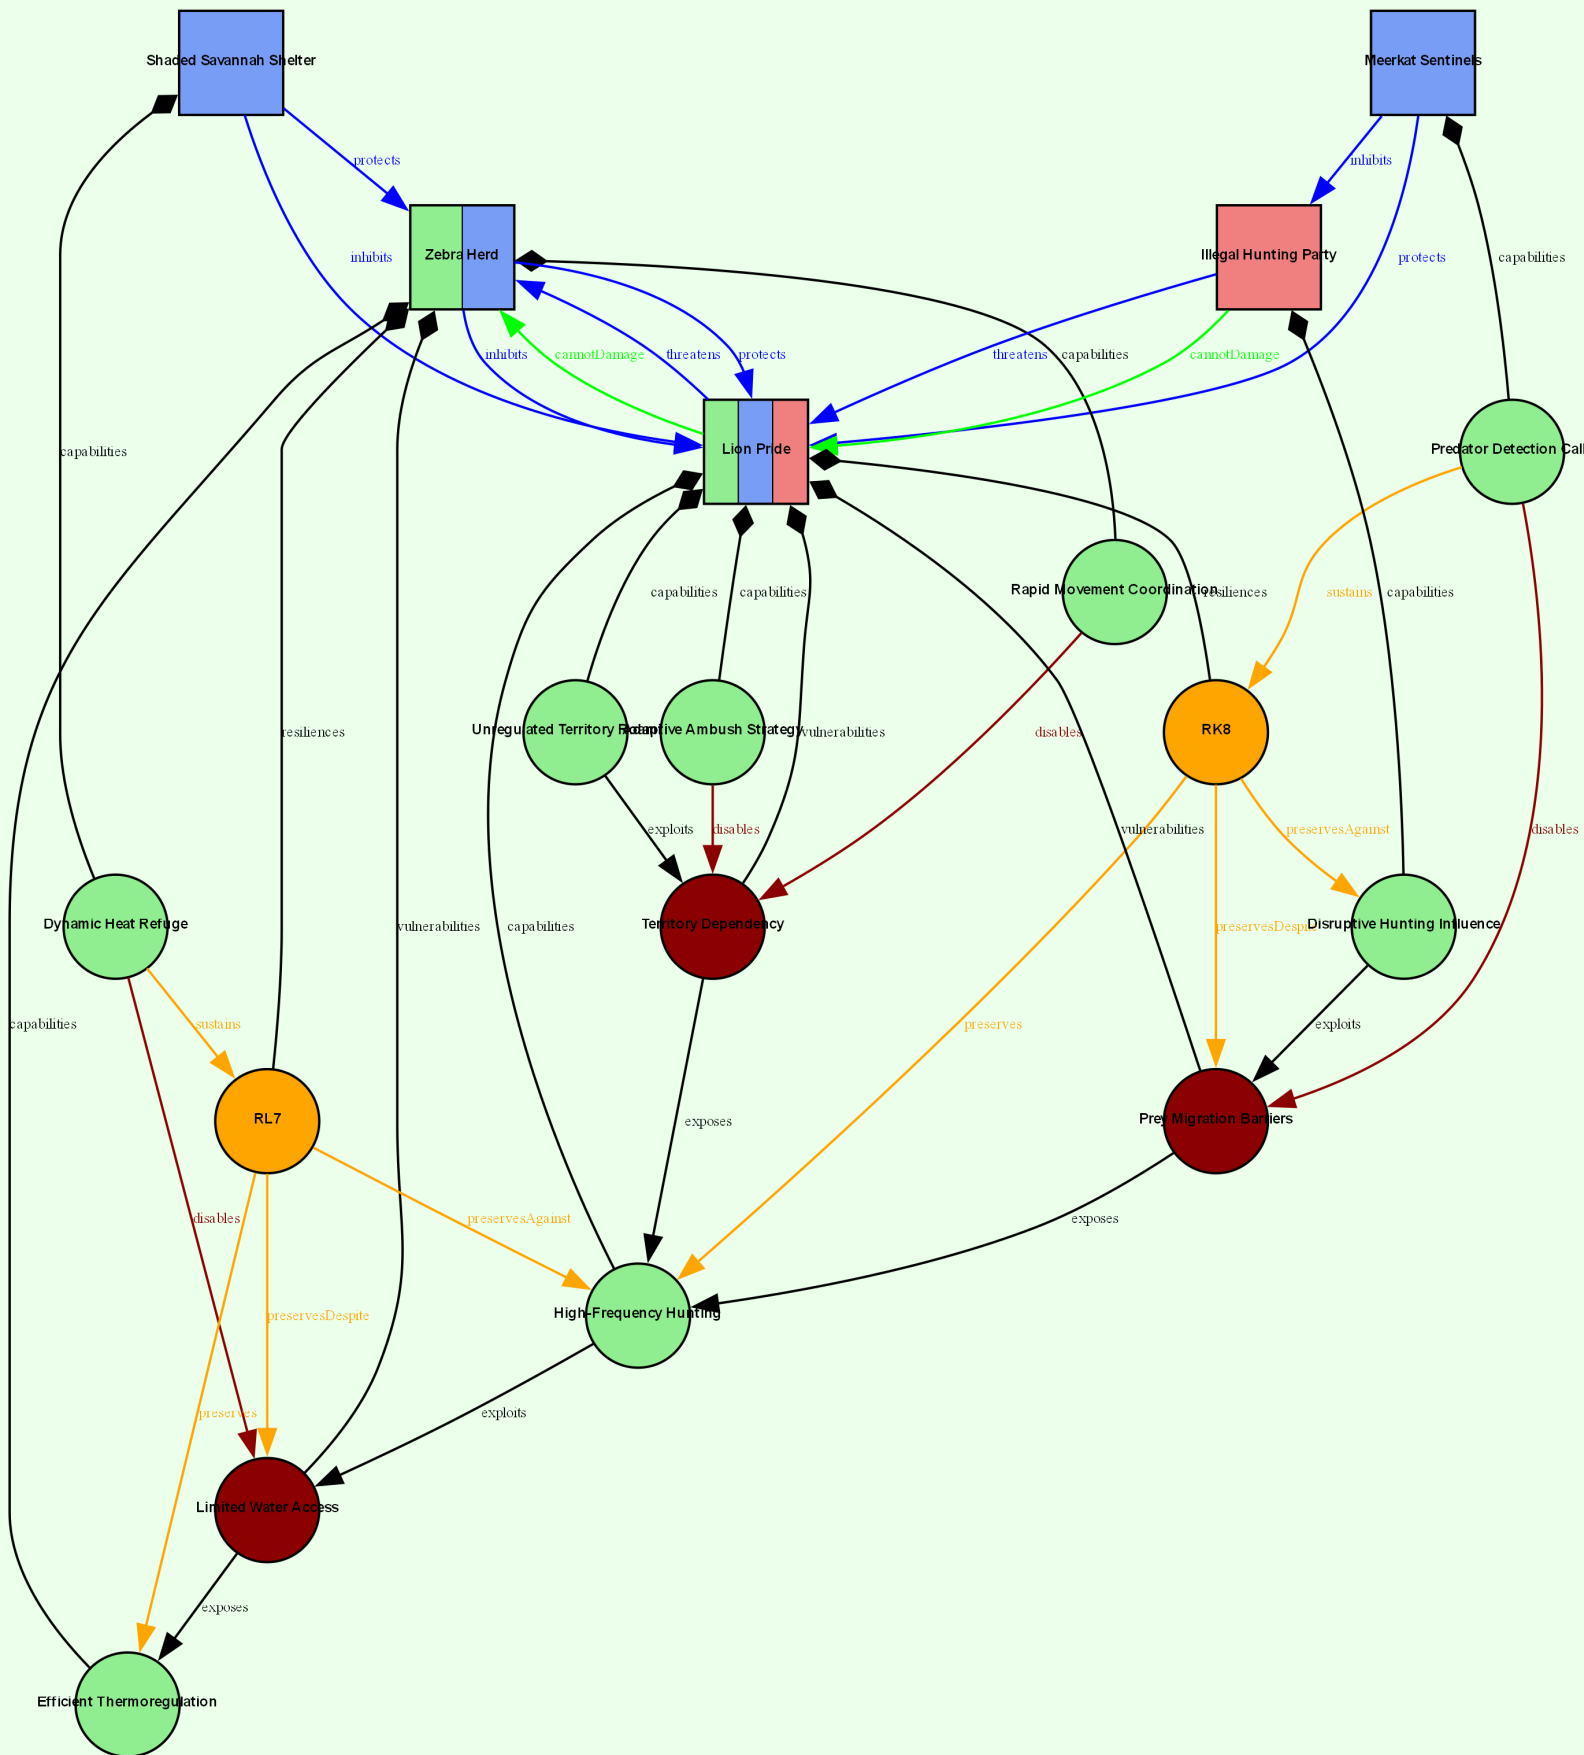 Shaded Savannah Shelter
Meerkat Sentinels
protects
inhibits
inhibits
Zebra Herd
Illegal Hunting Party
protects
capabilities
inhibits
cannotDamage
threatens
protects
capabilities
threatens
cannotDamage
capabilities
Lion Pride
Predator Detection Call
capabilities
capabilities
Rapid Movement Coordination
resiliences
sustains
capabilities
resiliences
Unregulated Territory Roam
Adaptive Ambush Strategy
vulnerabilities
disables
RK8
exploits
disables
vulnerabilities
preservesAgainst
disables
Dynamic Heat Refuge
vulnerabilities
capabilities
Territory Dependency
preservesDespite
Disruptive Hunting Influence
capabilities
sustains
preserves
exploits
RL7
exposes
Prey Migration Barriers
disables
preservesAgainst
exposes
preservesDespite
High-Frequency Hunting
preserves
exploits
Limited Water Access
exposes
Efficient Thermoregulation